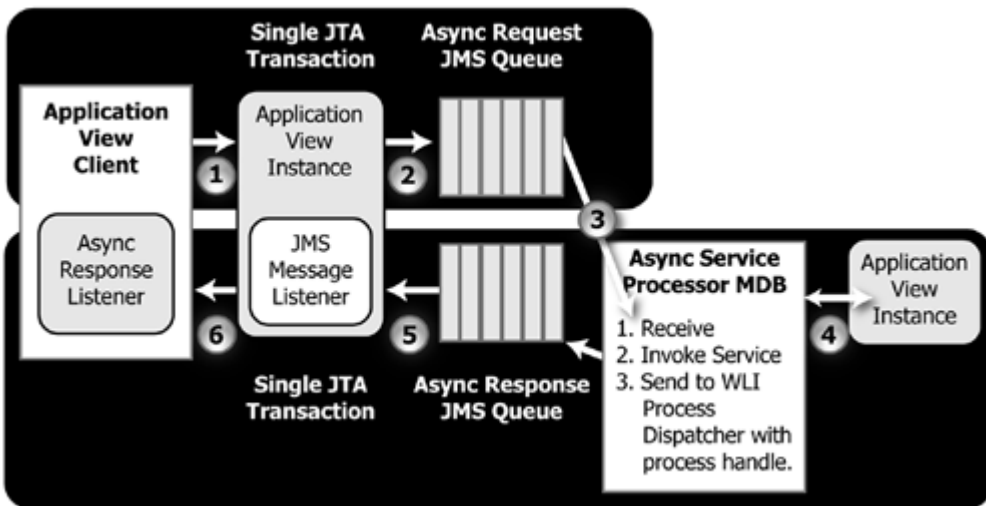 Single JTA
Transaction
Async Request
JMS Queue
Application
View
Client
Application
View
Instance
1
2
3
Async
Response
Listener
JMS
Message
Listener
Async Service
Processor MDB
1. Receive
2. Invoke Service
3. Send to WLI
Process
Dispatcher with
process handle.
Application
View
Instance
4
6
5
Single JTA
Transaction
Async Response
JMS Queue